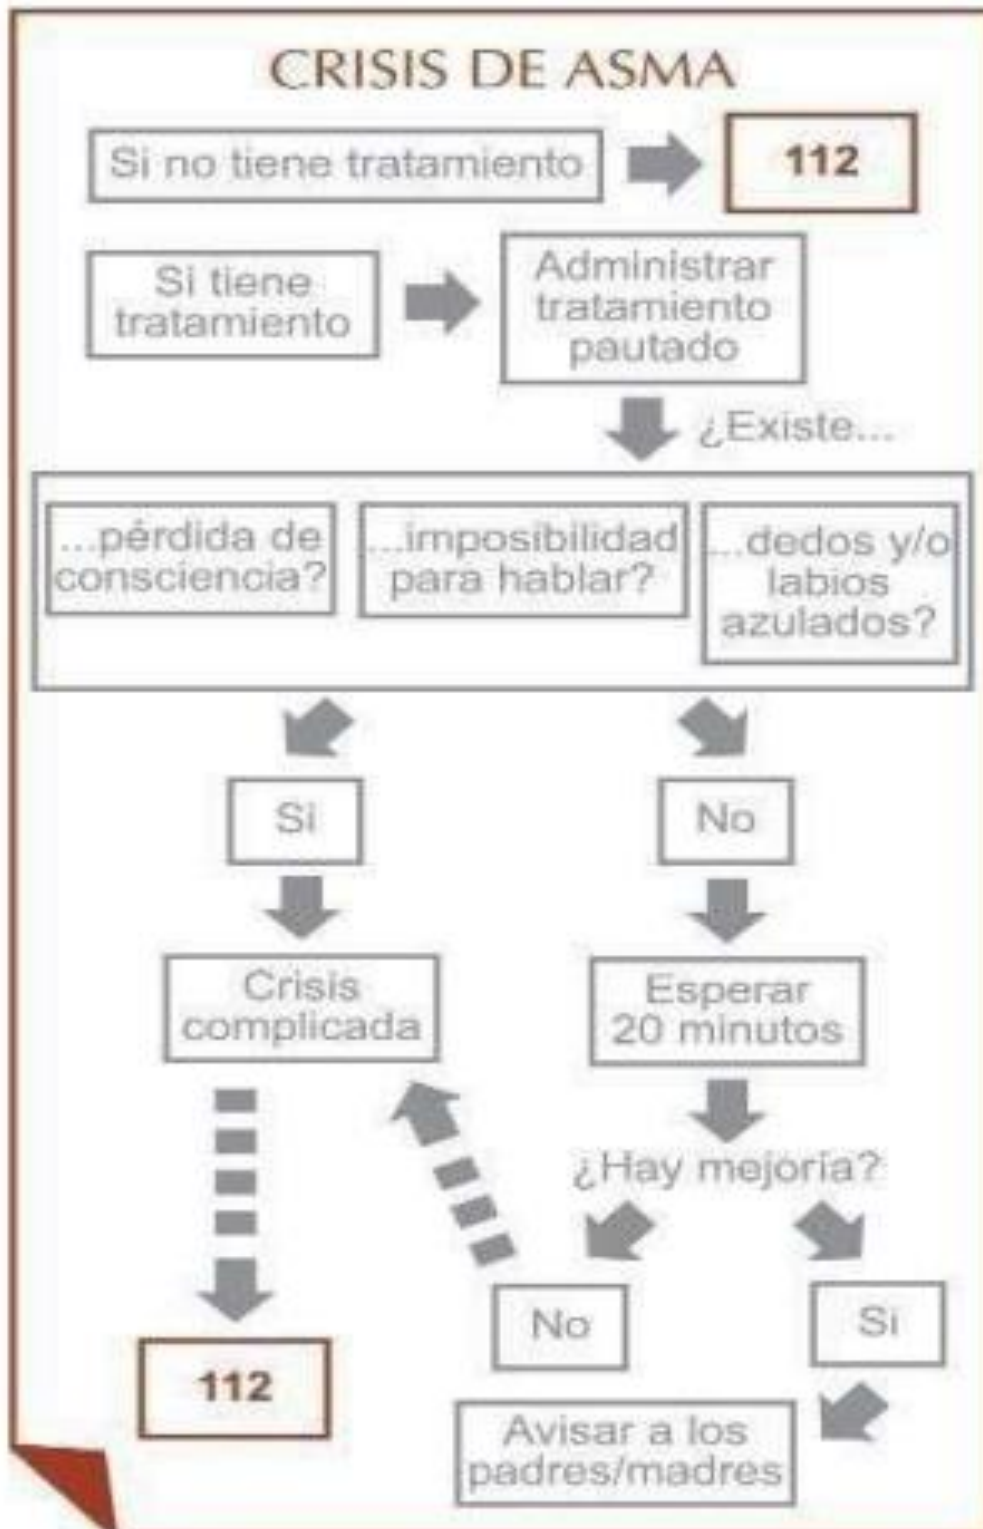 CRISIS DE ASMA
Si no tiene tratamiento
112
Si tiene
tratamiento
Administrar
tratamiento
pautado
¿Existe...
...pérdida de
consciencia?
...imposibilidad
para hablar?
...dedos y/o
labios
azulados?
Si
No
Crisis
complicada
Esperar
20 minutos
¿Hay mejoría?
No
Si
112
Avisar a los
padres/madres